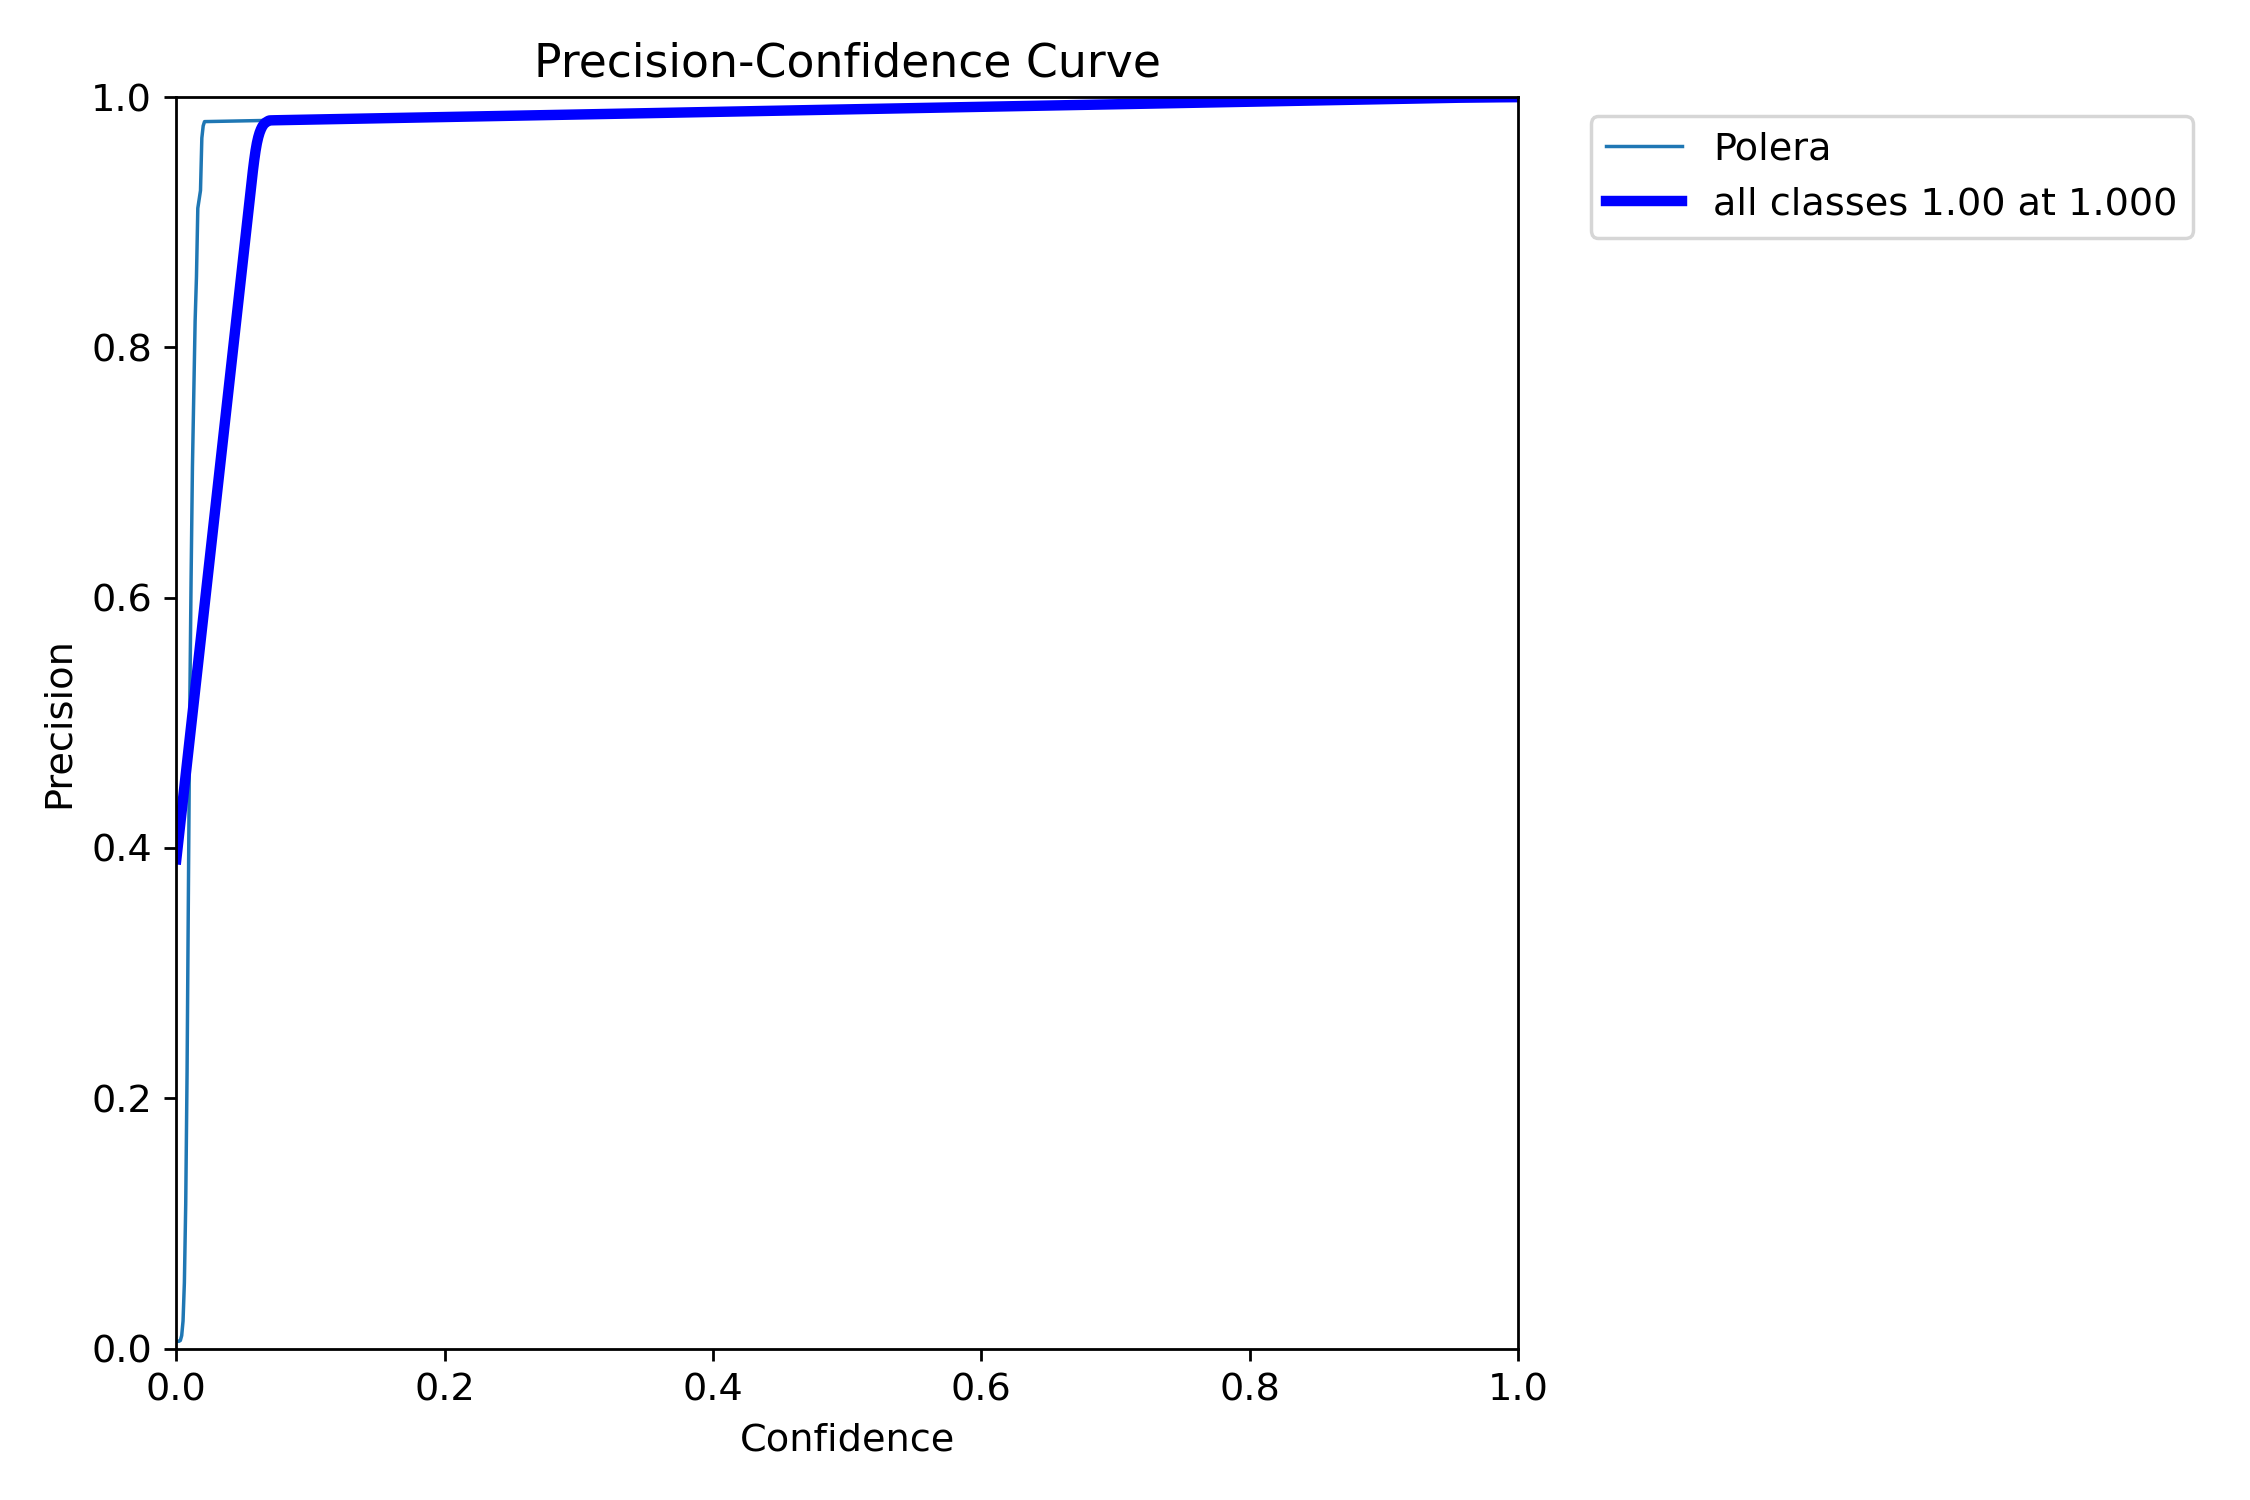 Precision-Confidence Curve
1.0
0.8
0.6
0.4
0.2
0.0
Precision
0.0 0.2 0.4 0.6 0.8 1.0
Confidence
Polera
all classes 1.00 at 1.000